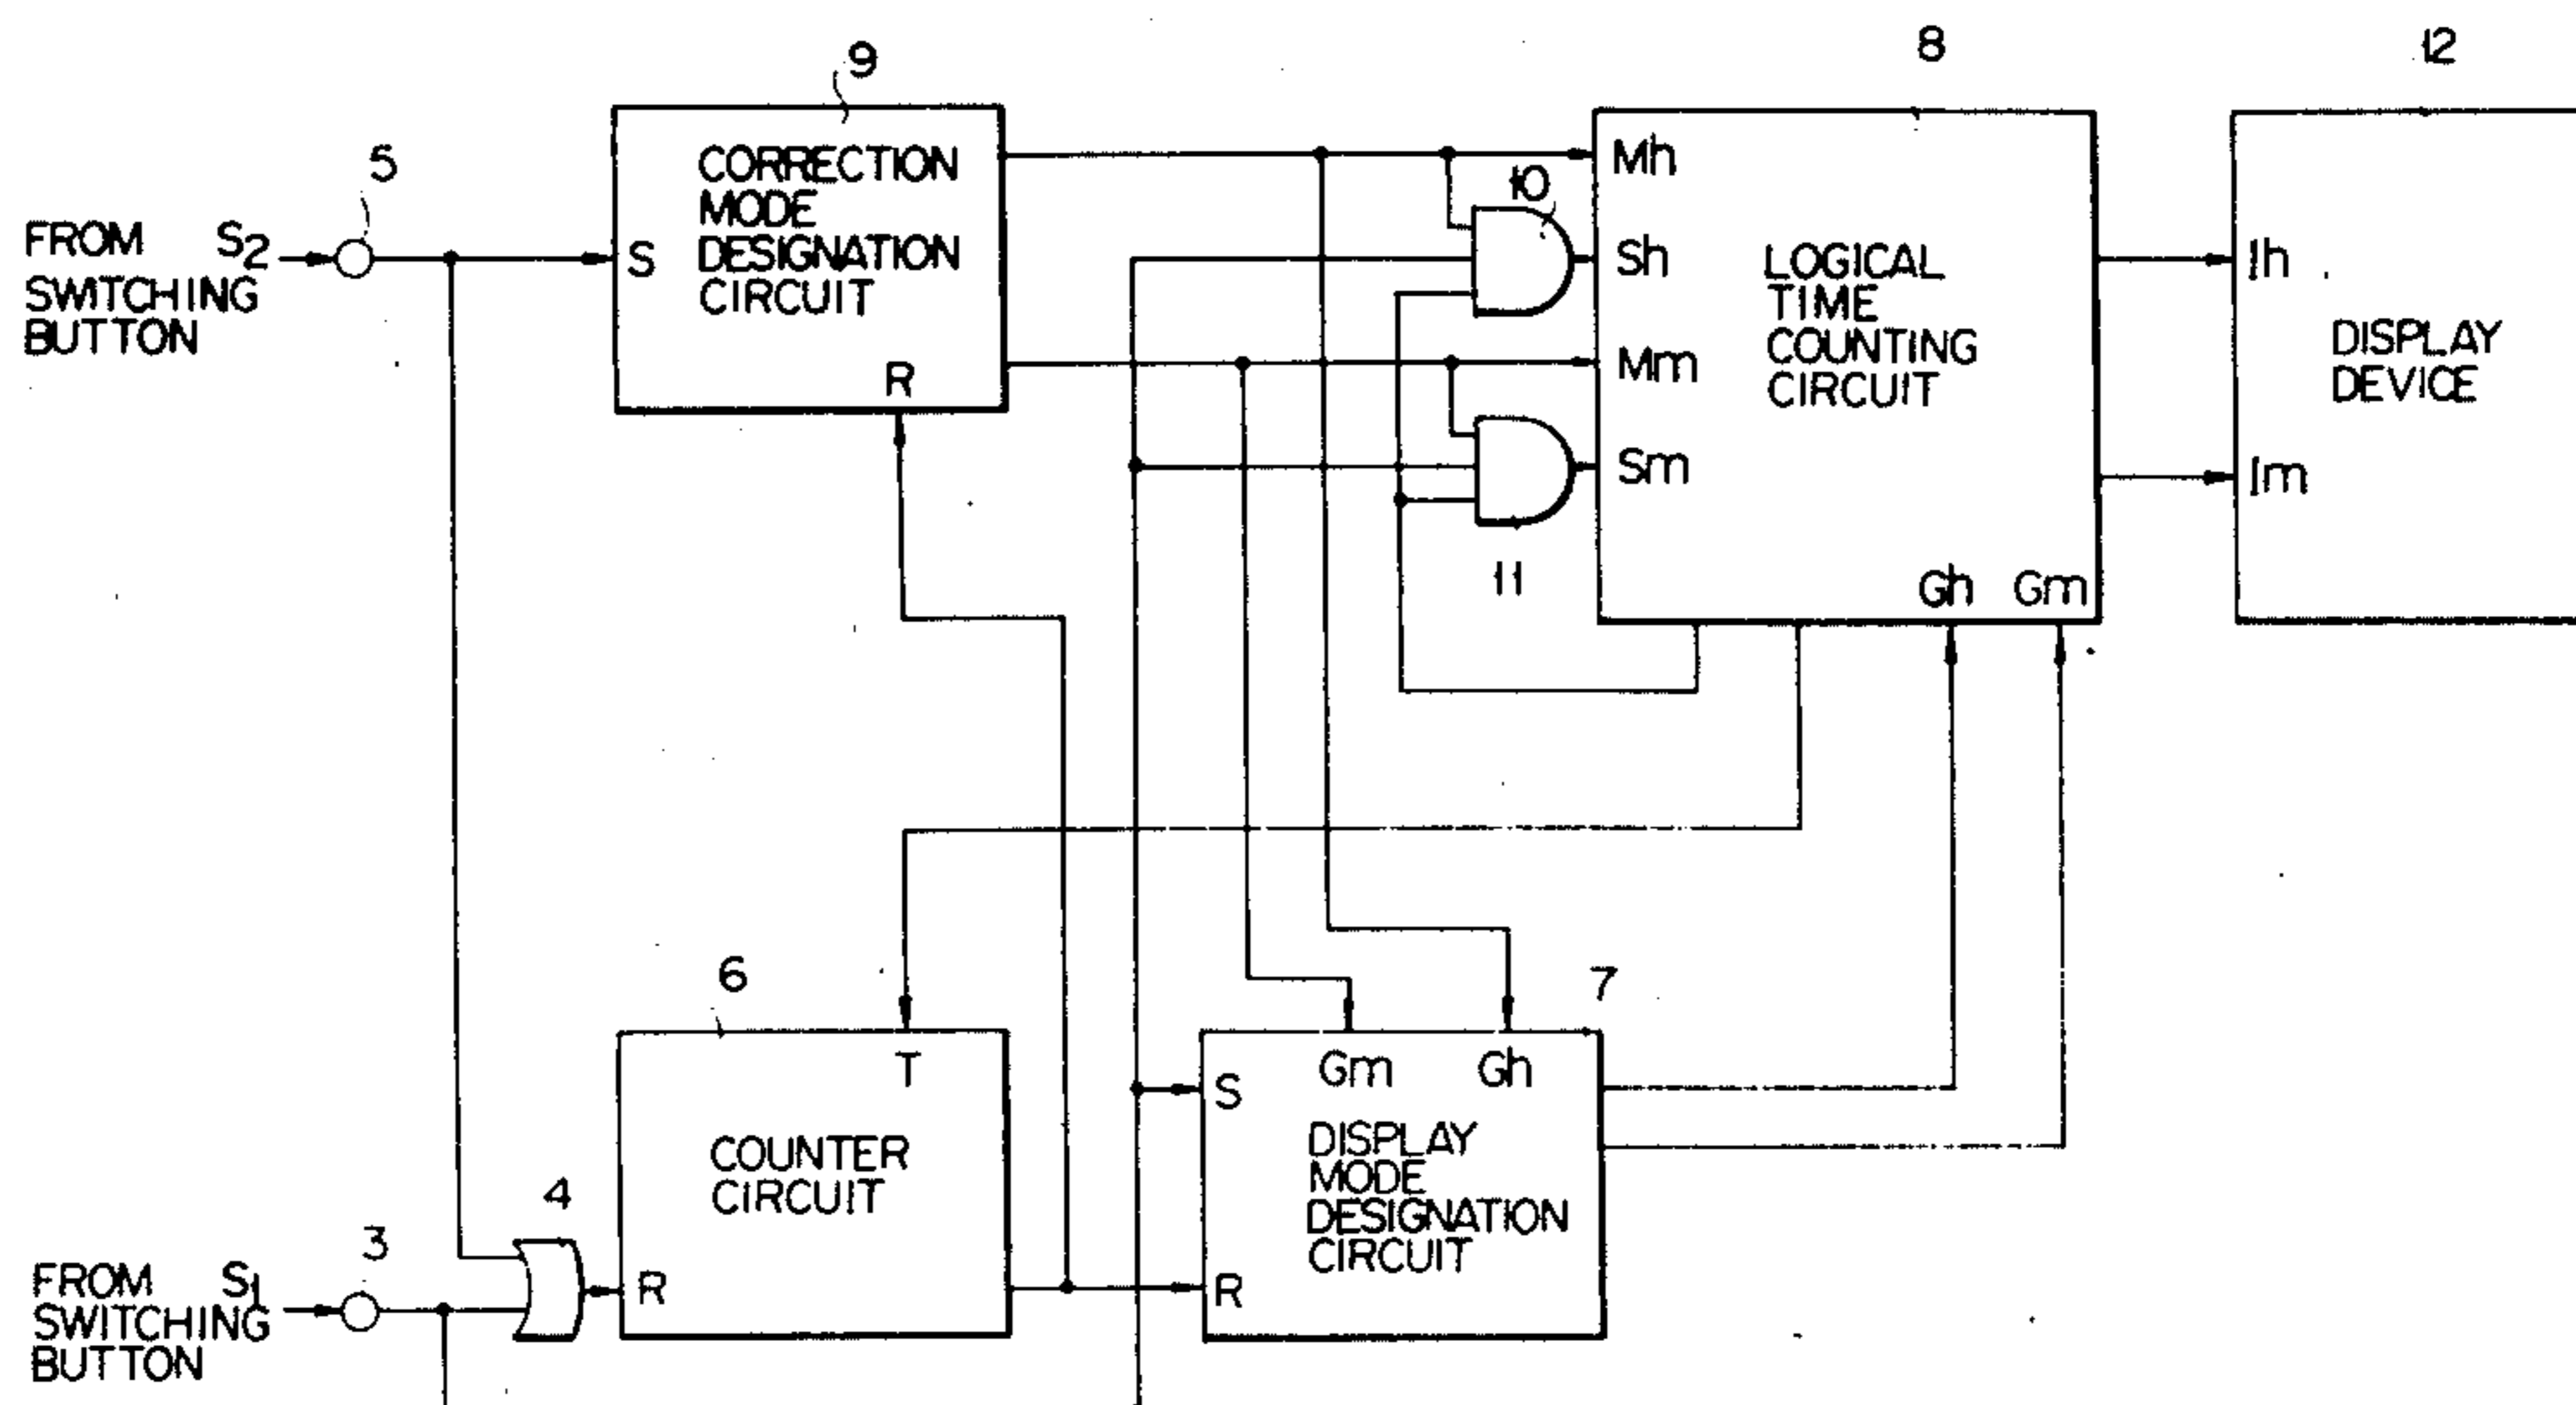 8
12
9
5
CORRECTION
MODE
DESIGNATION
CIRCUIT
S
R
FROM S2
SWITCHING
BUTTON
10
Mh
Sh
Mm
Sm
LOGICAL
TIME
COUNTING
CIRCUIT
Gh Gm
Ih
Im
DISPLAY
DEVICE
11
6
7
T
COUNTER
CIRCUIT
R
Gm Gh
S
DISPLAY
MODE
DESIGNATION
CIRCUIT
R
4
3
FROM S1
SWITCHING
BUTTON